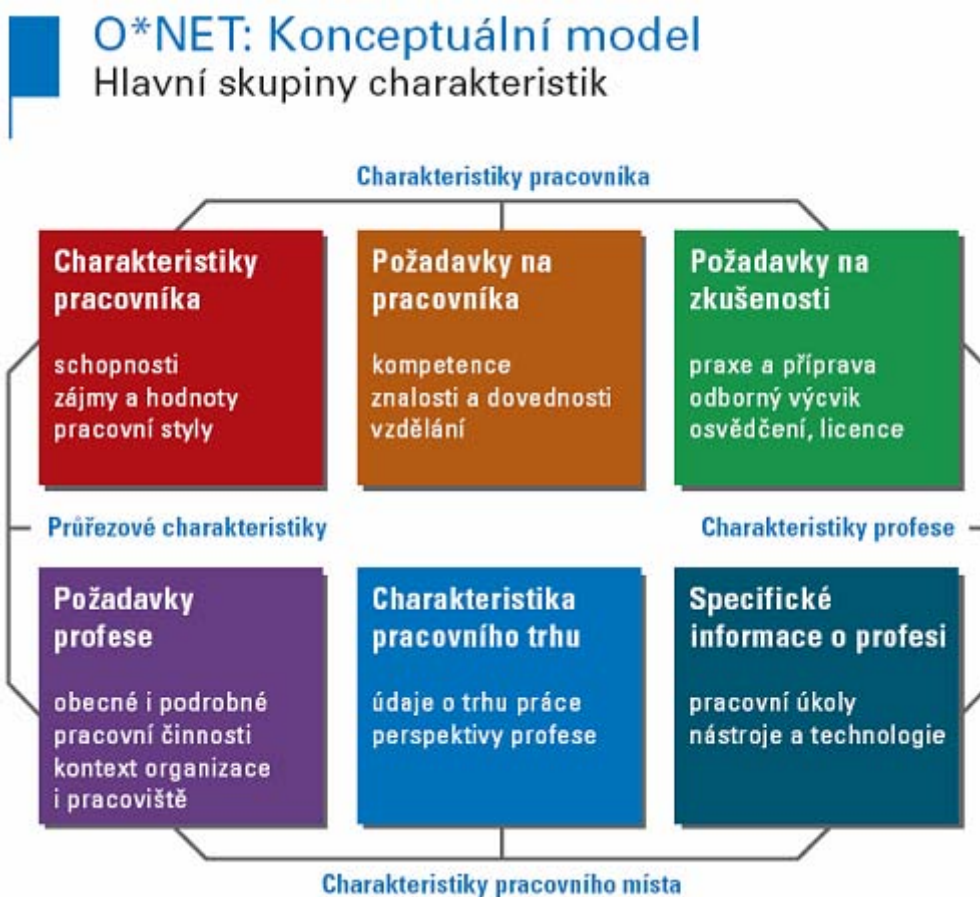 O*NET: Konceptuální model
Hlavní skupiny charakteristik
Charakteristiky pracovníka
Charakteristiky
pracovníka
schopnosti
zájmy a hodnoty
pracovní styly
Požadavky na
pracovníka
kompetence
znalosti a dovednosti
vzdělání
Požadavky na
zkušenosti
praxe a příprava
odborný výcvik
osvědčení, licence
Průřezové charakteristiky
Charakteristiky profese
Požadavky
profese
obecné i podrobné
pracovní činnosti
kontext organizace
i pracoviště
Charakteristika
pracovního trhu
údaje o trhu práce
perspektivy profese
Specifické
informace o profesi
pracovní úkoly
nástroje a technologie
Charakteristiky pracovního místa